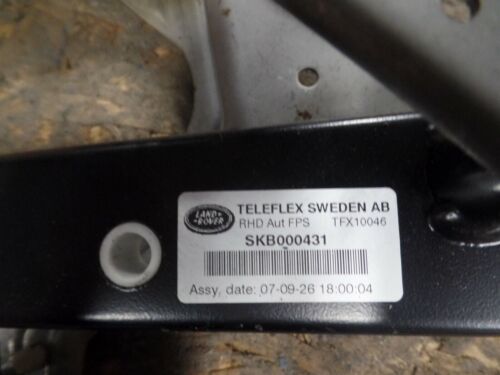 LAND
ROVER
TELEFLEX SWEDEN AB
RHD Aut FPS TFX10046
SKB000431
Assy, date: 07-09-26 18:00:04